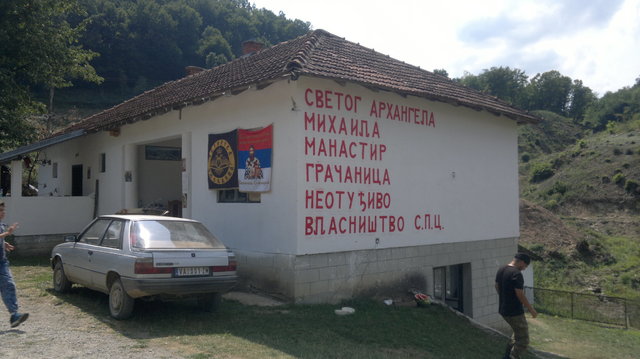 СВЕТОГ АРХАНГЕЛА
МИХАИЛА
МАНАСТИР
ГРАЧАНИЦА
НЕОТУЂИВО
ВЛАСНИШТВО С.П.Ц.